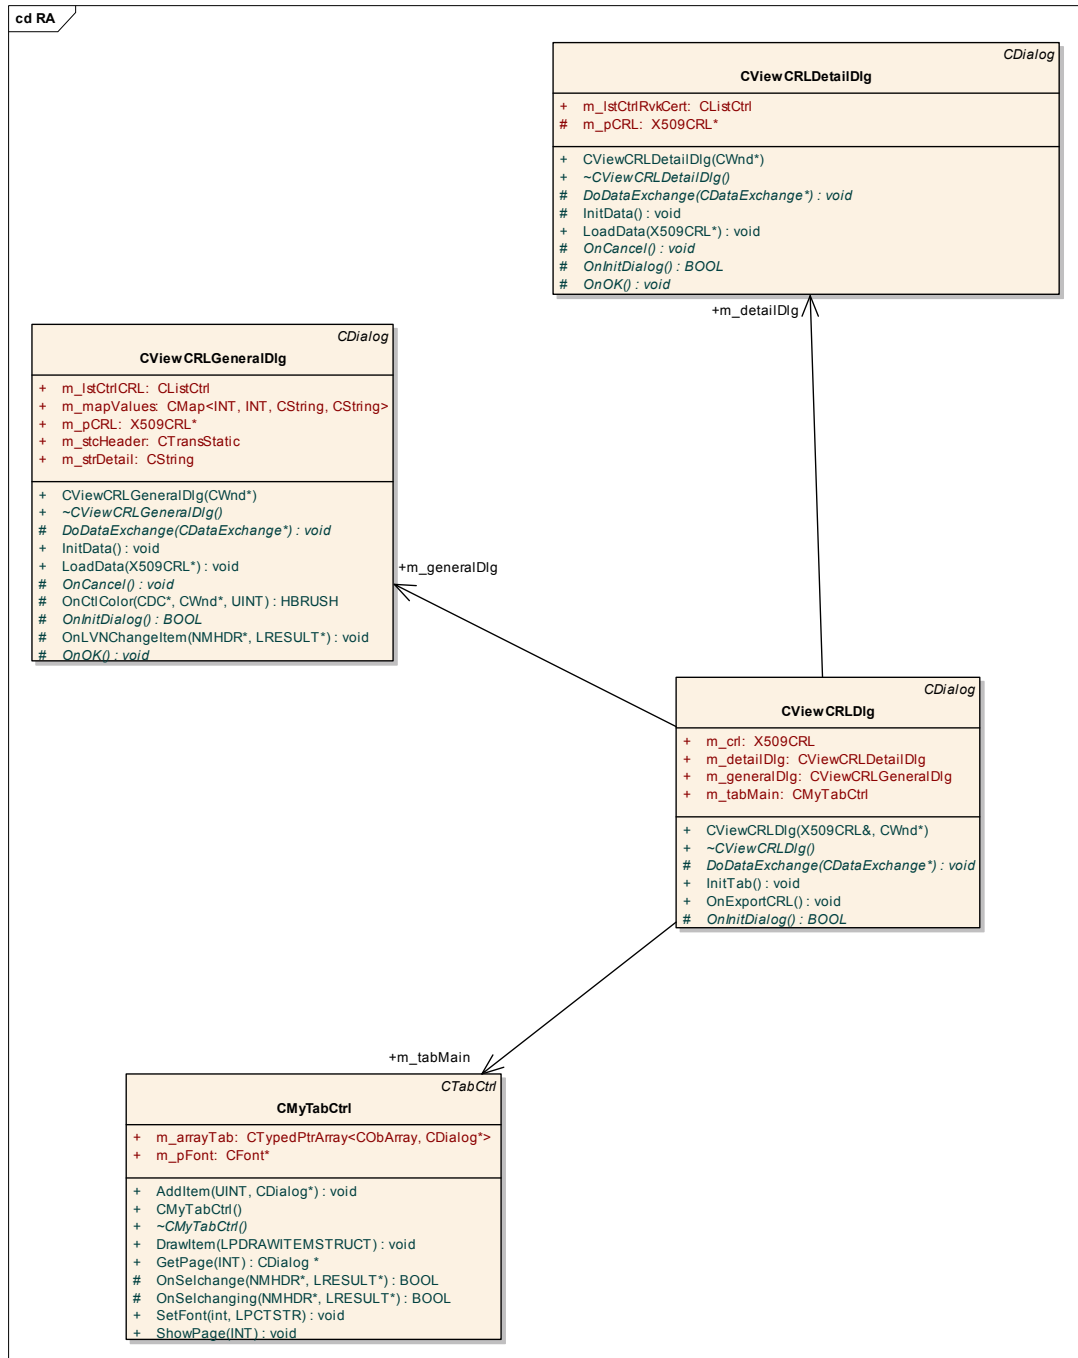 cd RA
CDialog
CViewCRLDetailDlg
+ m_lstCtrlRvkCert: CListCtrl
# m_pCRL: X509CRL*
+ CViewCRLDetailDlg(CWnd*)
+ ~CViewCRLDetailDlg()
# DoDataExchange(CDataExchange*) : void
# InitData() : void
+ LoadData(X509CRL*) : void
# OnCancel() : void
# OnInitDialog() : BOOL
# OnOK() : void
+m_detailDlg
CDialog
CViewCRLGeneralDlg
+ m_lstCtrlCRL: CListCtrl
+ m_mapValues: CMap<INT, INT, CString, CString>
+ m_pCRL: X509CRL*
+ m_stcHeader: CTransStatic
+ m_strDetail: CString
+ CViewCRLGeneralDlg(CWnd*)
+ ~CViewCRLGeneralDlg()
# DoDataExchange(CDataExchange*) : void
+ InitData() : void
+ LoadData(X509CRL*) : void
# OnCancel() : void
# OnCtlColor(CDC*, CWnd*, UINT) : HBRUSH
# OnInitDialog() : BOOL
# OnLVNChangeItem(NMHDR*, LRESULT*) : void
# OnOK() : void
+m_generalDlg
CDialog
CViewCRLDlg
+ m_crl: X509CRL
+ m_detailDlg: CViewCRLDetailDlg
+ m_generalDlg: CViewCRLGeneralDlg
+ m_tabMain: CMyTabCtrl
+ CViewCRLDlg(X509CRL&, CWnd*)
+ ~CViewCRLDlg()
# DoDataExchange(CDataExchange*) : void
+ InitTab() : void
+ OnExportCRL() : void
# OnInitDialog() : BOOL
+m_tabMain
CTabCtrl
CMyTabCtrl
+ m_arrayTab: CTypedPtrArray<CObArray, CDialog*>
+ m_pFont: CFont*
+ AddItem(UINT, CDialog*) : void
+ CMyTabCtrl()
+ ~CMyTabCtrl()
+ DrawItem(LPDRAWITEMSTRUCT) : void
+ GetPage(INT) : CDialog *
# OnSelchange(NMHDR*, LRESULT*) : BOOL
# OnSelchanging(NMHDR*, LRESULT*) : BOOL
+ SetFont(int, LPCTSTR) : void
+ ShowPage(INT) : void